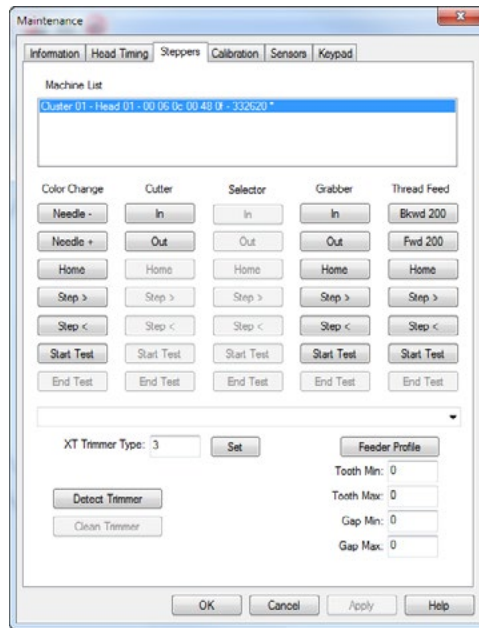 Maintenance
Information Head Timing Steppers Calibration Sensors Keypad
Machine List
Cluster 01 - Head 01 - 00 06 0c 00 48 0f - 332620 *
Color Change Cutter Selector Grabber Thread Feed
Needle - In In In Bkwd 200
Needle + Out Out Out Fwd 200
Home Home Home Home Home
Step > Step > Step > Step > Step >
Step < Step < Step < Step < Step <
Start Test Start Test Start Test Start Test Start Test
End Test End Test End Test End Test End Test
XT Trimmer Type: 3 Set Feeder Profile
Tooth Min: 0
Detect Trimmer Tooth Max: 0
Clean Trimmer Gap Min: 0
Gap Max: 0
OK Cancel Apply Help